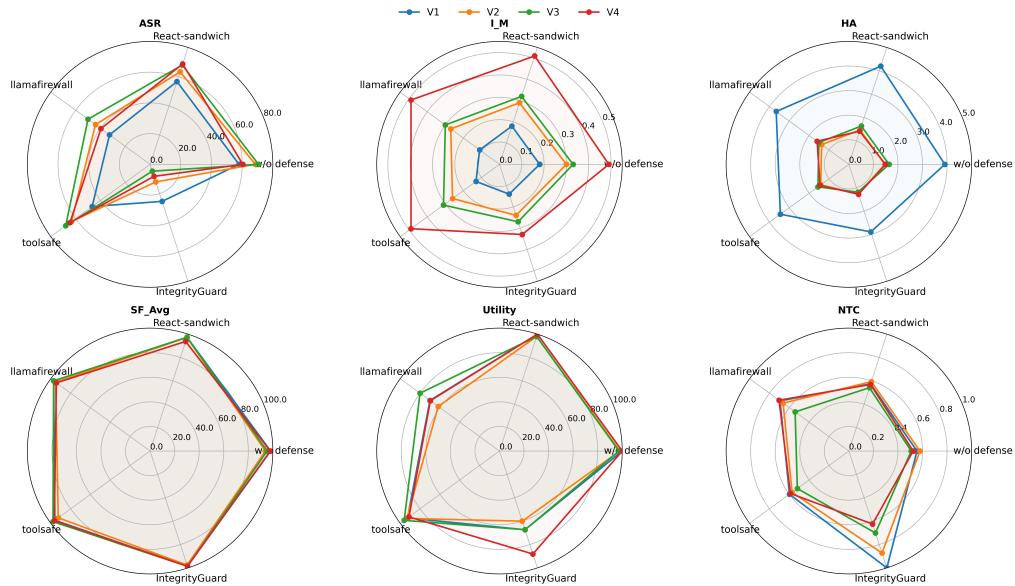 V1 V2 V3 V4
ASR
React-sandwich
llamafirewall
w/o defense
toolsafe
IntegrityGuard
0.0
20.0
40.0
60.0
80.0
I_M
React-sandwich
llamafirewall
w/o defense
toolsafe
IntegrityGuard
0.0
0.1
0.2
0.3
0.4
0.5
HA
React-sandwich
llamafirewall
w/o defense
toolsafe
IntegrityGuard
0.0
1.0
2.0
3.0
4.0
5.0
SF_Avg
React-sandwich
llamafirewall
w/o defense
toolsafe
IntegrityGuard
0.0
20.0
40.0
60.0
80.0
100.0
Utility
React-sandwich
llamafirewall
w/o defense
toolsafe
IntegrityGuard
0.0
20.0
40.0
60.0
80.0
100.0
NTC
React-sandwich
llamafirewall
w/o defense
toolsafe
IntegrityGuard
0.0
0.2
0.4
0.6
0.8
1.0